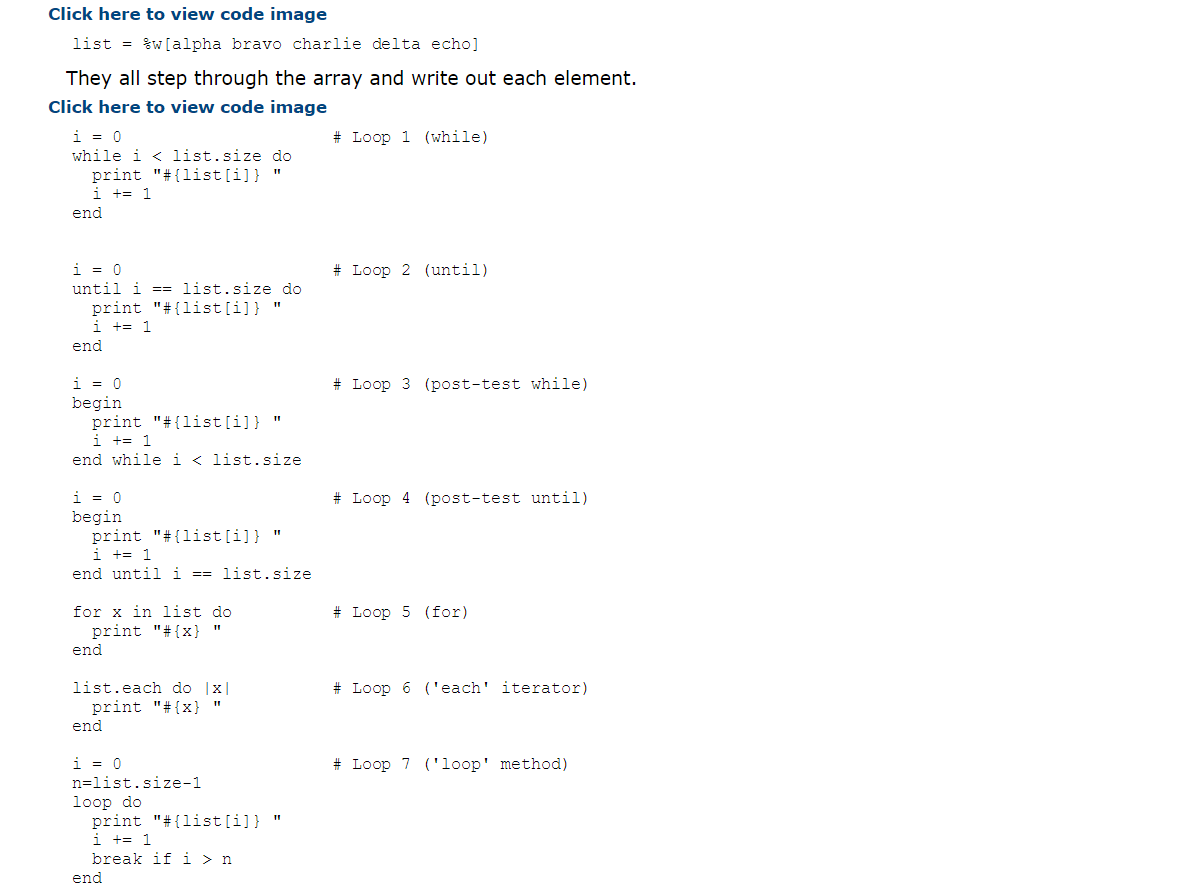 Click here to view code image
list = %w[alpha bravo charlie delta echo]
They all step through the array and write out each element.
Click here to view code image
i = 0                     # Loop 1 (while)
while i < list.size do
  print "#{list[i]} "
  i += 1
end
i = 0                     # Loop 2 (until)
until i == list.size do
  print "#{list[i]} "
  i += 1
end
i = 0                     # Loop 3 (post-test while)
begin
  print "#{list[i]} "
  i += 1
end while i < list.size
i = 0                     # Loop 4 (post-test until)
begin
  print "#{list[i]} "
  i += 1
end until i == list.size
for x in list do          # Loop 5 (for)
  print "#{x} "
end
list.each do |x|          # Loop 6 ('each' iterator)
  print "#{x} "
end
i = 0                     # Loop 7 ('loop' method)
n=list.size-1
loop do
  print "#{list[i]} "
  i += 1
  break if i > n
end